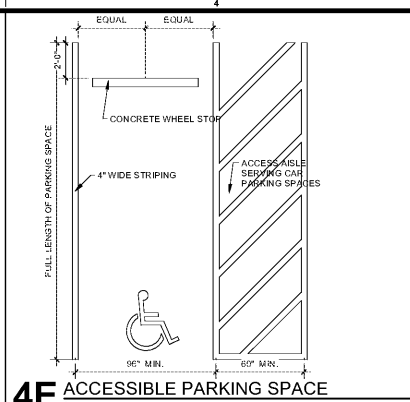 4
EQUAL EQUAL
2'-0"
CONCRETE WHEEL STOP
FULL LENGTH OF PARKING SPACE
4" WIDE STRIPING
ACCESS AISLE
SERVING CAR
PARKING SPACES
96" MIN. 60" MIN.
4F ACCESSIBLE PARKING SPACE